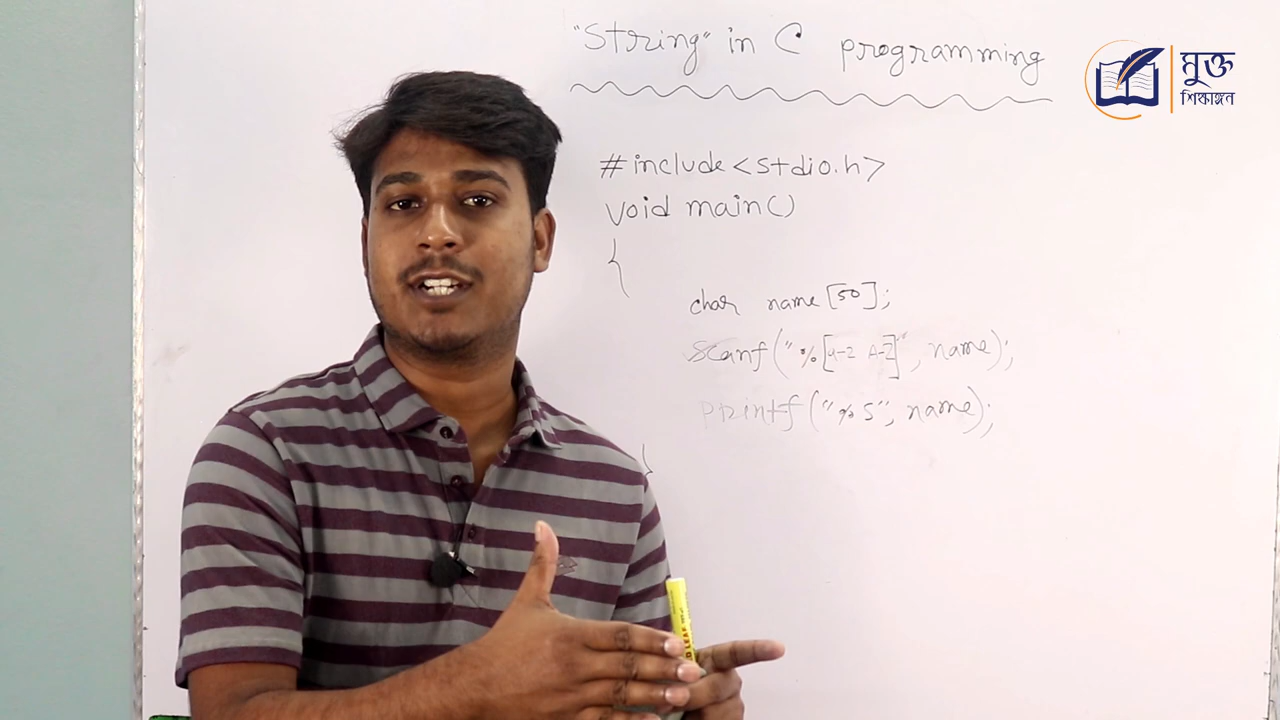 "String" in C programming
মুক্ত
শিক্ষাঙ্গন
#include<stdio.h>
void main()
{
char name[50];
scanf("%[a-z A-Z]", name);
printf("%s", name);
}